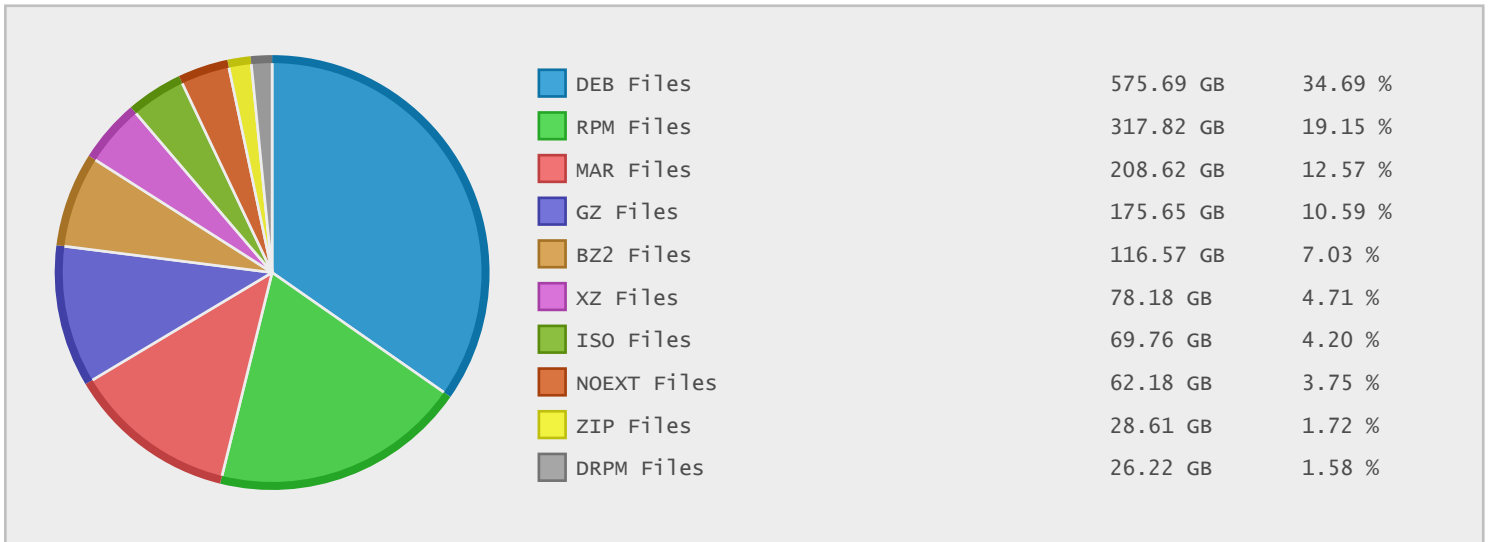 DEB Files 575.69 GB 34.69 %
RPM Files 317.82 GB 19.15 %
MAR Files 208.62 GB 12.57 %
GZ Files 175.65 GB 10.59 %
BZ2 Files 116.57 GB 7.03 %
XZ Files 78.18 GB 4.71 %
ISO Files 69.76 GB 4.20 %
NOEXT Files 62.18 GB 3.75 %
ZIP Files 28.61 GB 1.72 %
DRPM Files 26.22 GB 1.58 %